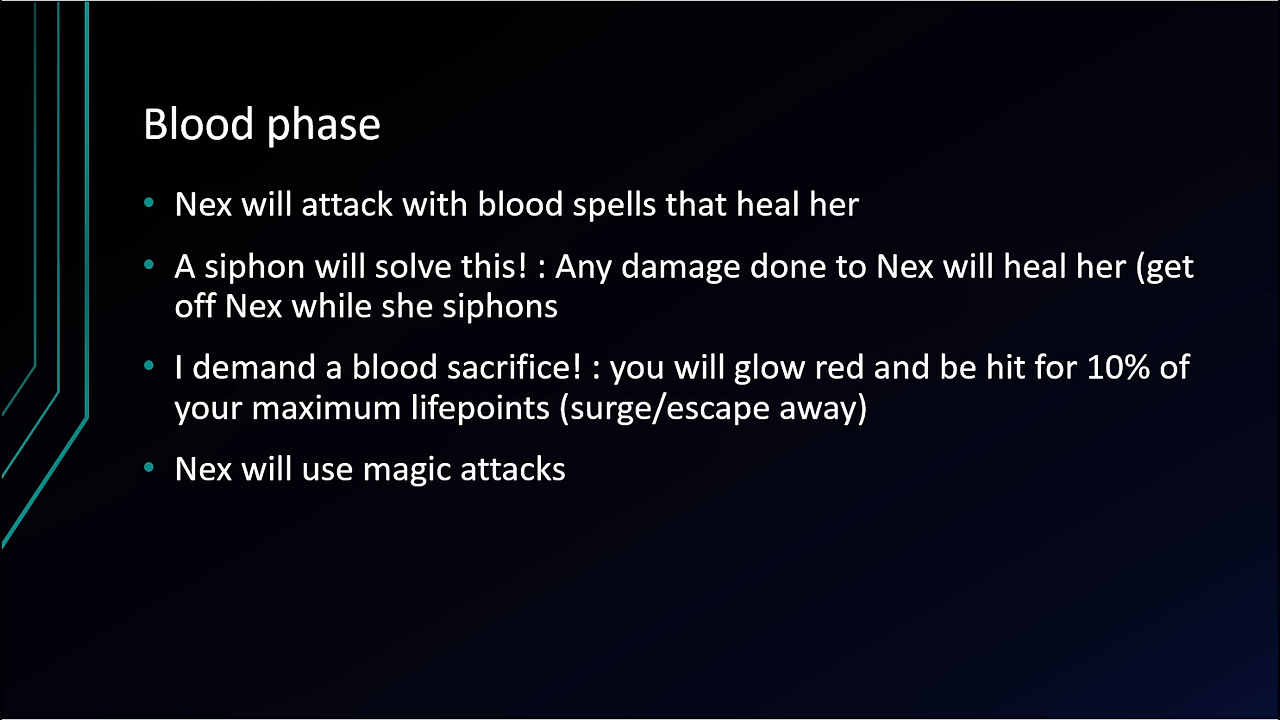 Blood phase
• Nex will attack with blood spells that heal her
• A siphon will solve this! : Any damage done to Nex will heal her (get
off Nex while she siphons
• I demand a blood sacrifice! : you will glow red and be hit for 10% of
your maximum lifepoints (surge/escape away)
• Nex will use magic attacks